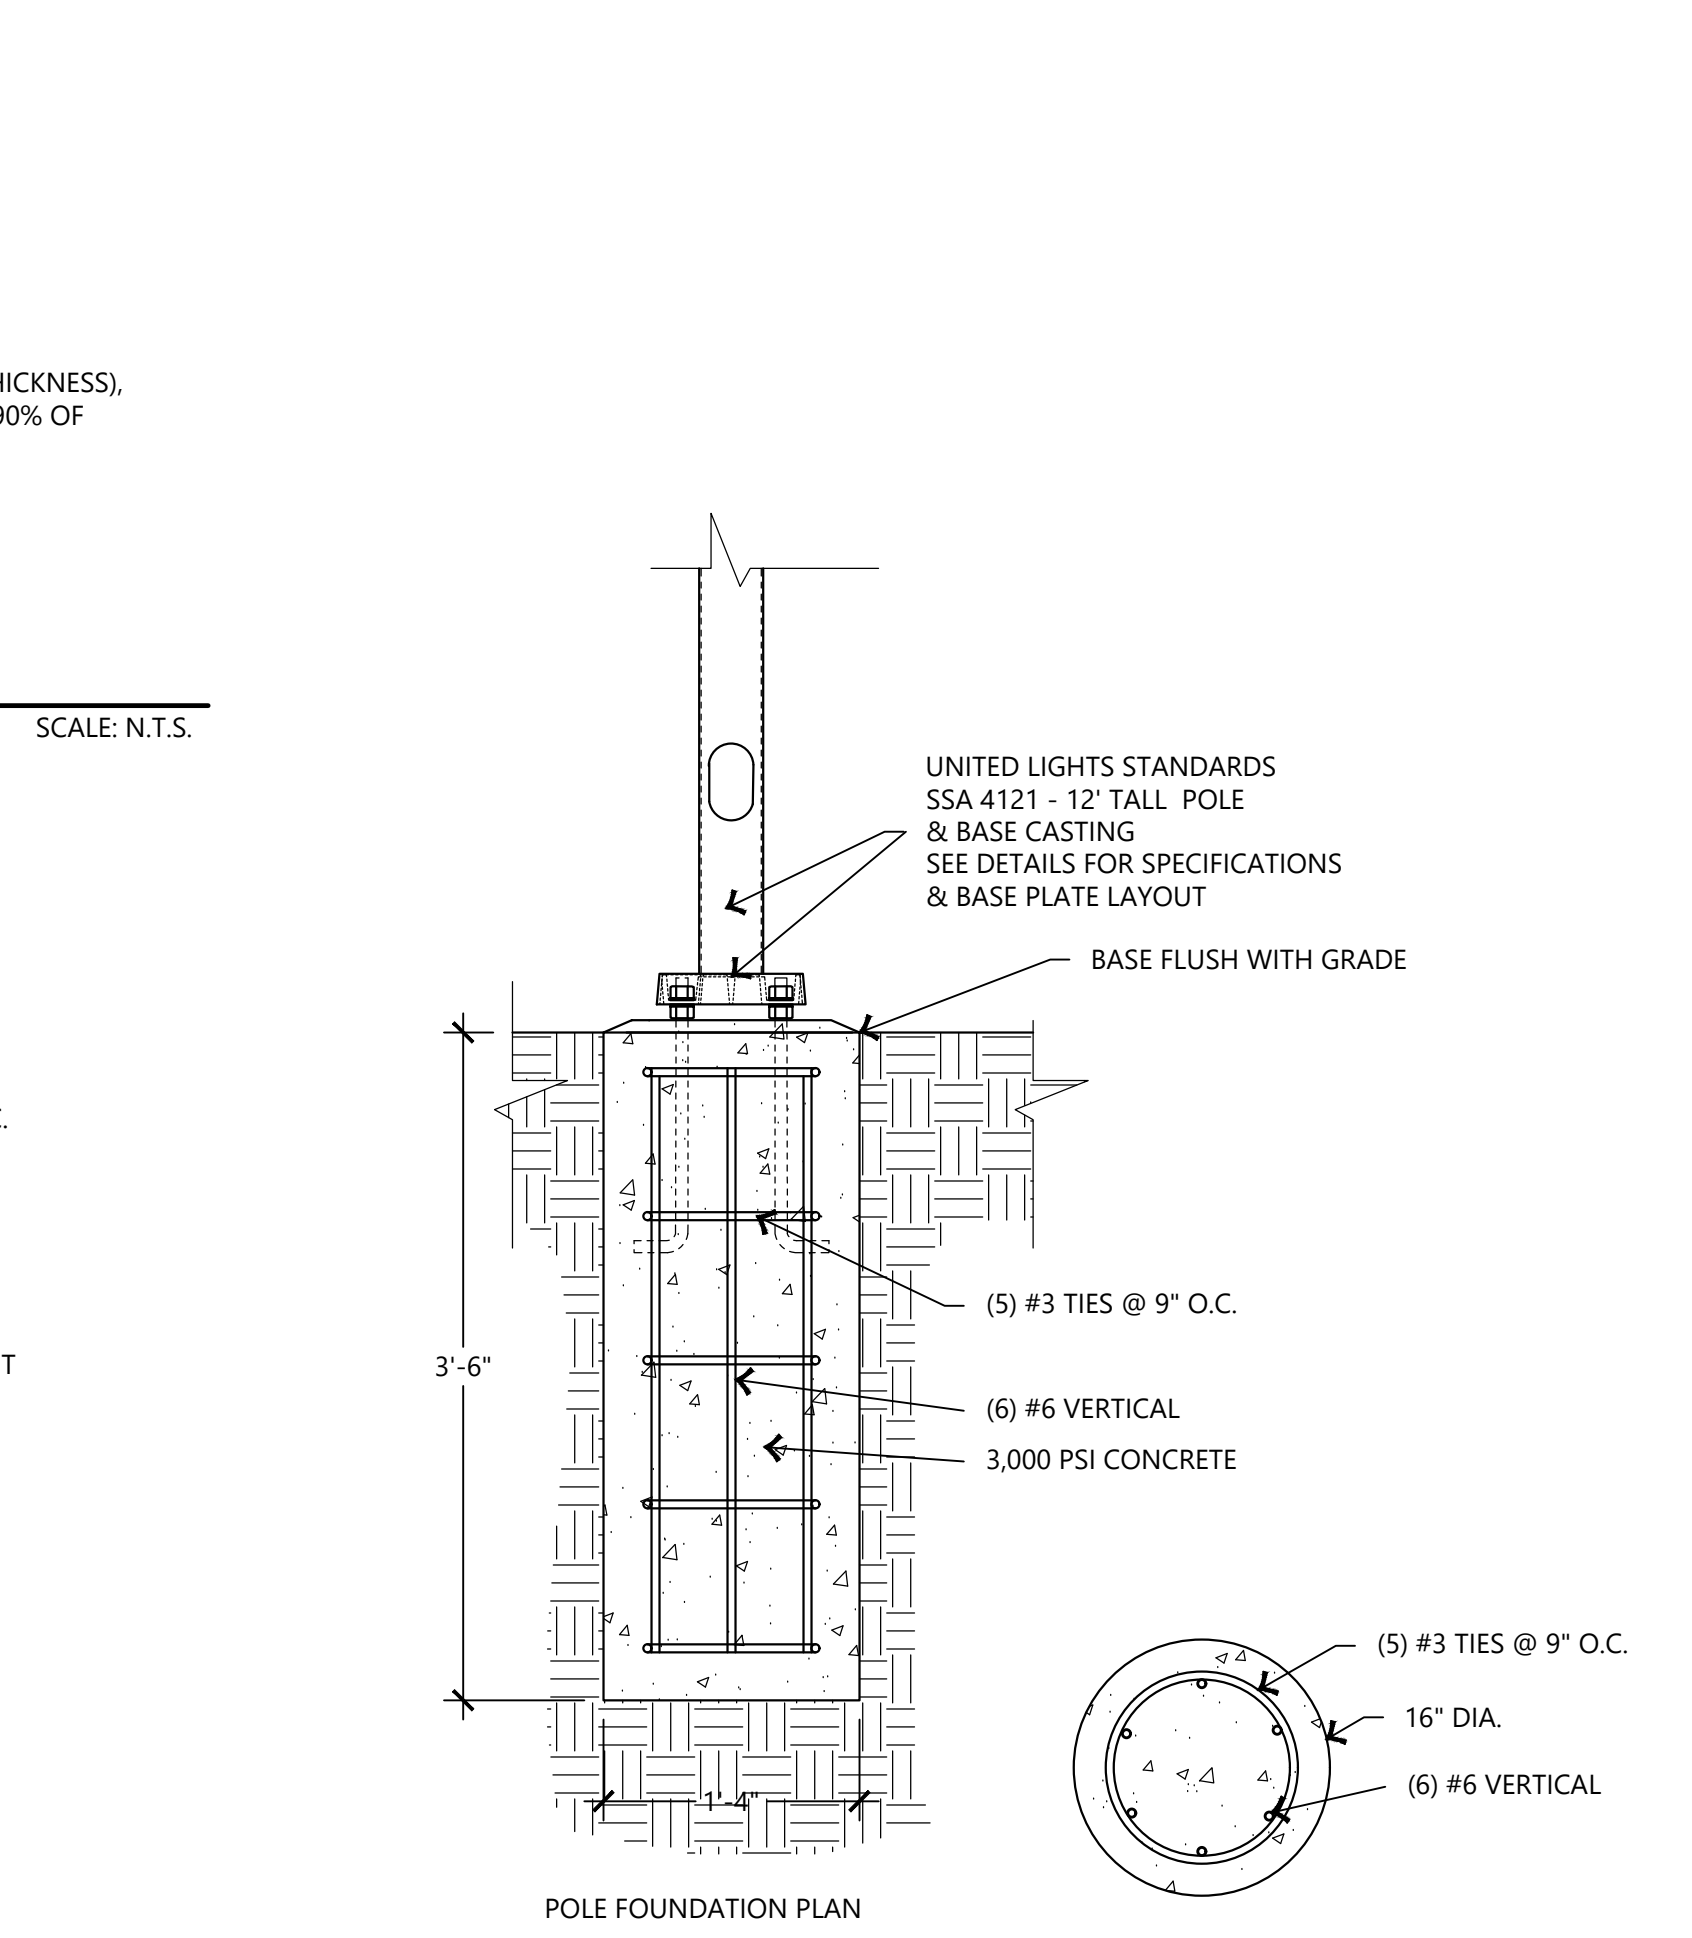 HICKNESS),
90% OF
SCALE: N.T.S.
UNITED LIGHTS STANDARDS
SSA 4121 - 12' TALL POLE
& BASE CASTING
SEE DETAILS FOR SPECIFICATIONS
& BASE PLATE LAYOUT
BASE FLUSH WITH GRADE
(5) #3 TIES @ 9" O.C.
3'-6"
T
(6) #6 VERTICAL
3,000 PSI CONCRETE
(5) #3 TIES @ 9" O.C.
16" DIA.
(6) #6 VERTICAL
1'-4"
POLE FOUNDATION PLAN